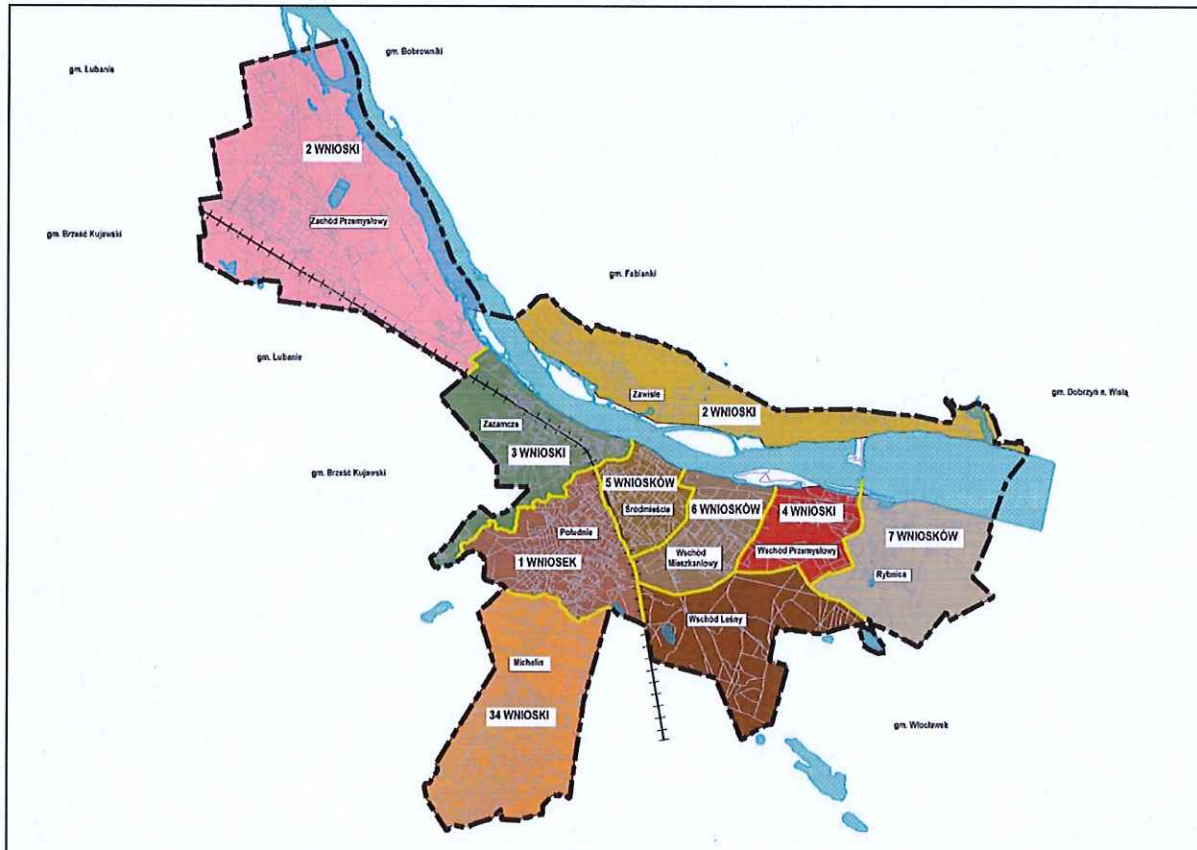 gm. Bobrowniki
gm. Lubanie
2 WNIOSKI
Zachód Przemysłowy
gm. Brześć Kujawski
gm. Fabianki
gm. Lubanie
Zawiśle
2 WNIOSKI
gm. Dobrzyń n. Wisłą
Zazamcze
3 WNIOSKI
gm. Brześć Kujawski
5 WNIOSKÓW
Śródmieście
6 WNIOSKÓW
4 WNIOSKI
7 WNIOSKÓW
Południe
1 WNIOSEK
Wschód
Mieszkaniowy
Wschód Przemysłowy
Rybnica
Wschód Leśny
Michelin
34 WNIOSKI
gm. Włocławek